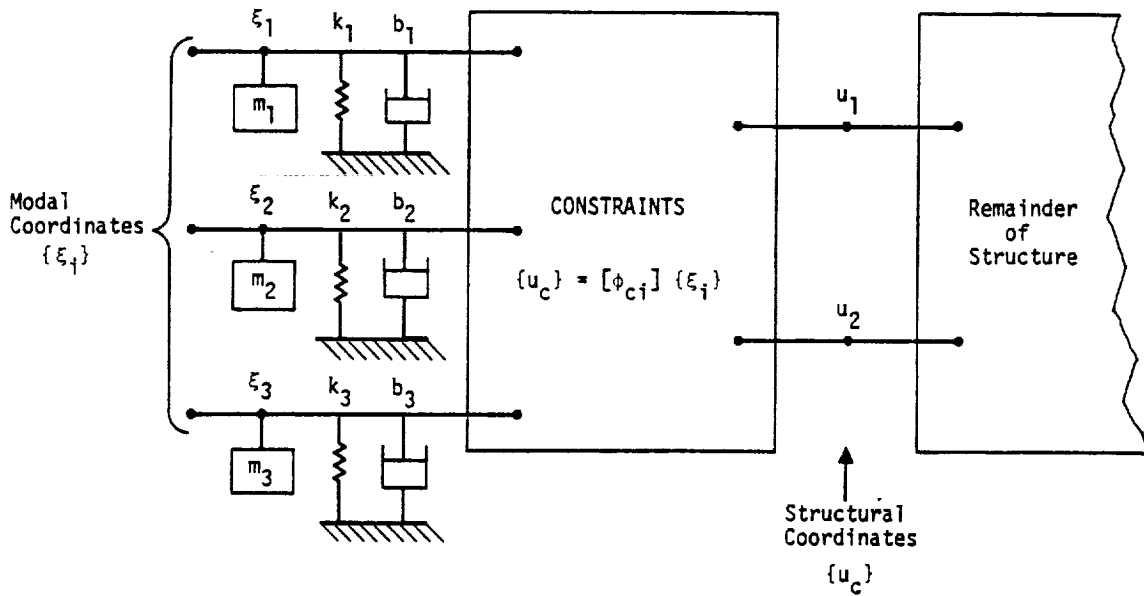 ξ1 k1 b1
m1
u1
Modal
Coordinates
{ξi}
ξ2 k2 b2
m2
CONSTRAINTS
{uc} = [ϕci] {ξi}
Remainder
of
Structure
u2
ξ3 k3 b3
m3
Structural
Coordinates
{uc}